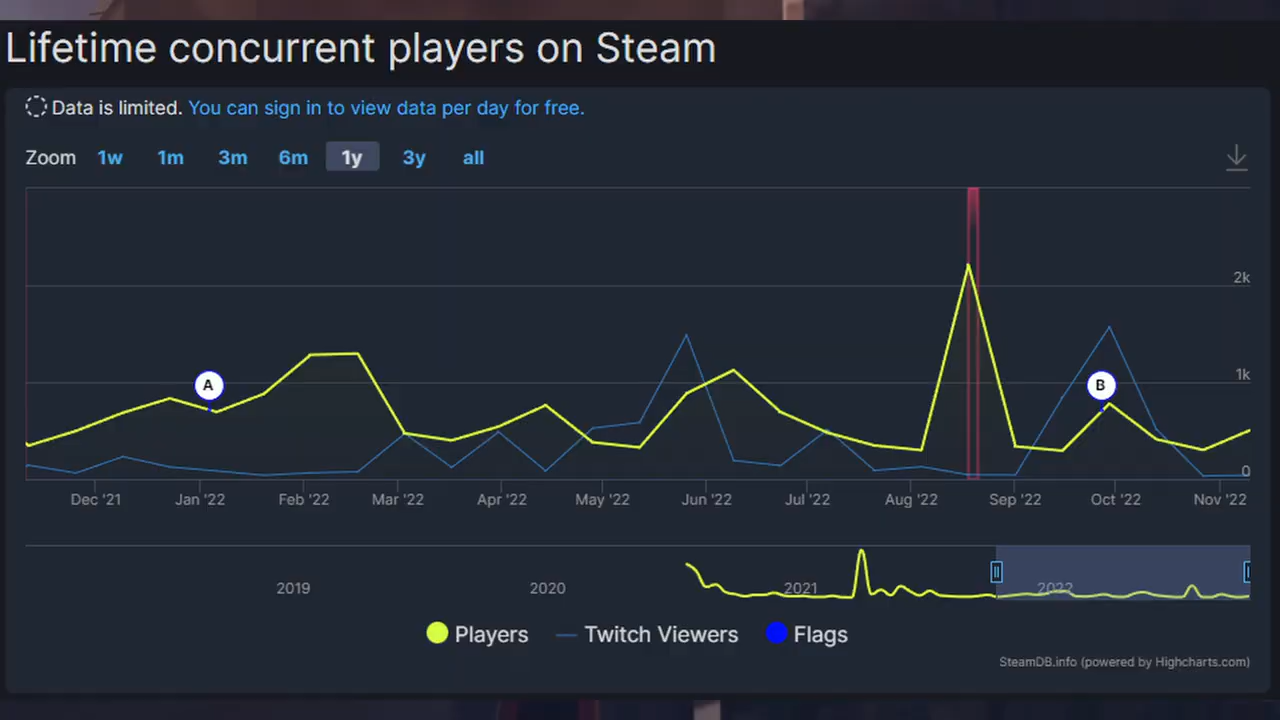 Lifetime concurrent players on Steam
Data is limited. You can sign in to view data per day for free.
Zoom 1w 1m 3m 6m 1y 3y all
2k
1k
0
A
B
Dec '21 Jan '22 Feb '22 Mar '22 Apr '22 May '22 Jun '22 Jul '22 Aug '22 Sep '22 Oct '22 Nov '22
2019 2020 2021 2022
Players Twitch Viewers Flags
SteamDB.info (powered by Highcharts.com)